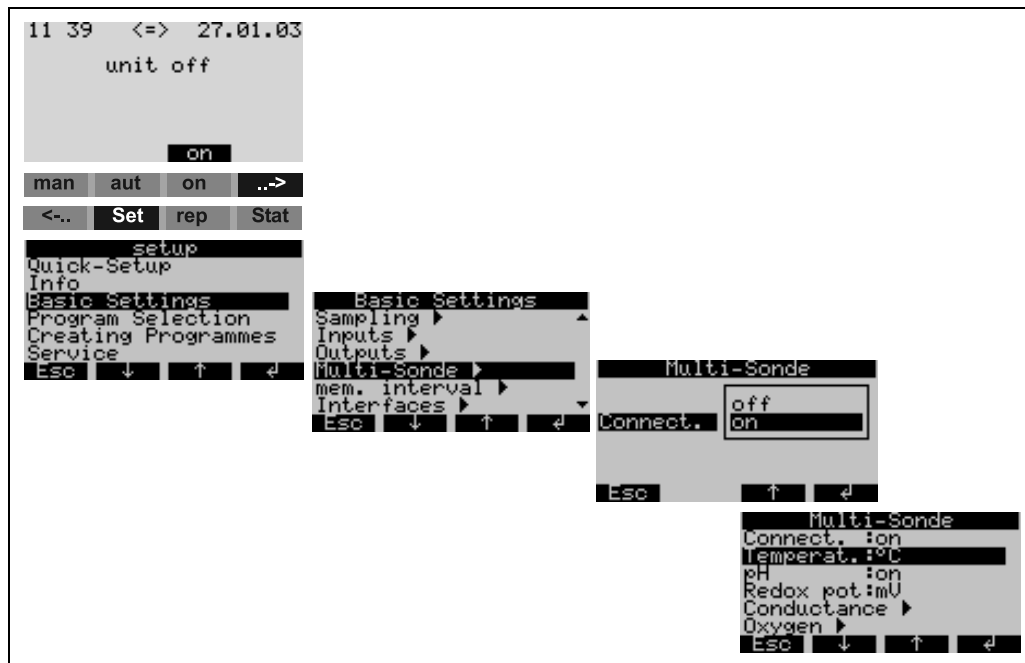 11 39 <=> 27.01.03
unit off
on
man aut on ..->
<-.. Set rep Stat
setup
Quick-Setup
Info
Basic Settings
Program Selection
Creating Programmes
Service
Esc ↓ ↑ ↵
Basic Settings
Sampling ▶
Inputs ▶
Outputs ▶
Multi-Sonde ▶
mem. interval ▶
Interfaces ▶
Esc ↓ ↑ ↵
Multi-Sonde
off
Connect. on
Esc ↑ ↵
Multi-Sonde
Connect. :on
Temperat.:°C
pH :on
Redox pot:mV
Conductance ▶
Oxygen ▶
Esc ↓ ↑ ↵